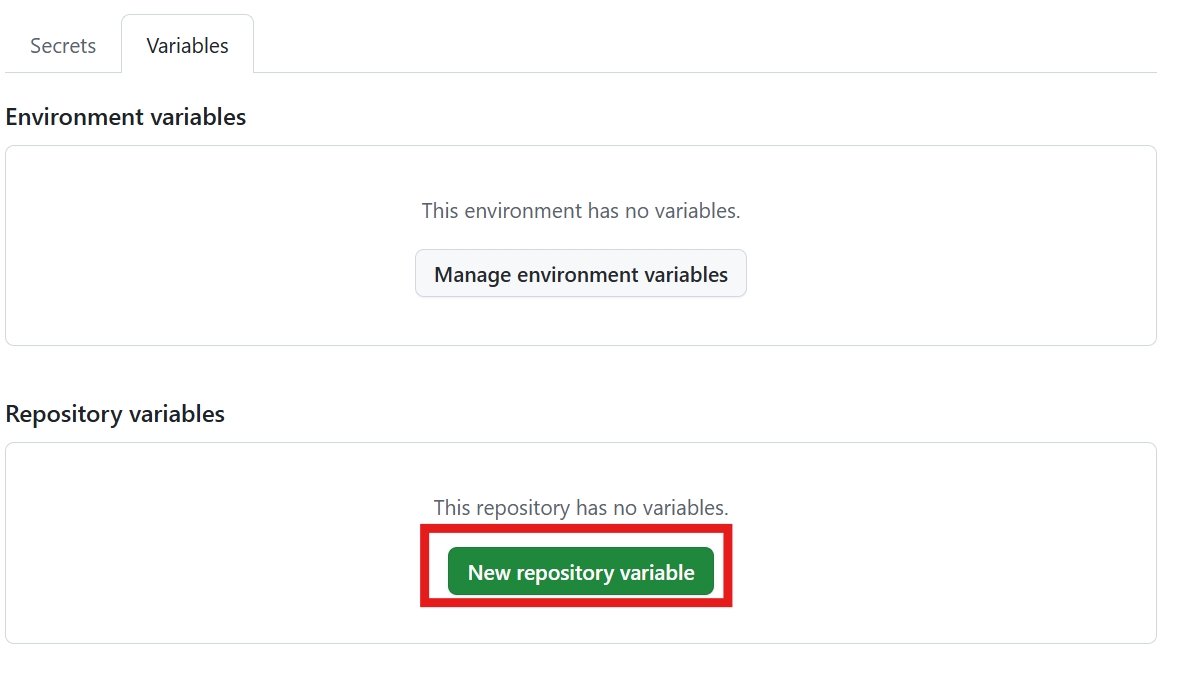 Secrets
Variables
Environment variables
This environment has no variables.
Manage environment variables
Repository variables
This repository has no variables.
New repository variable